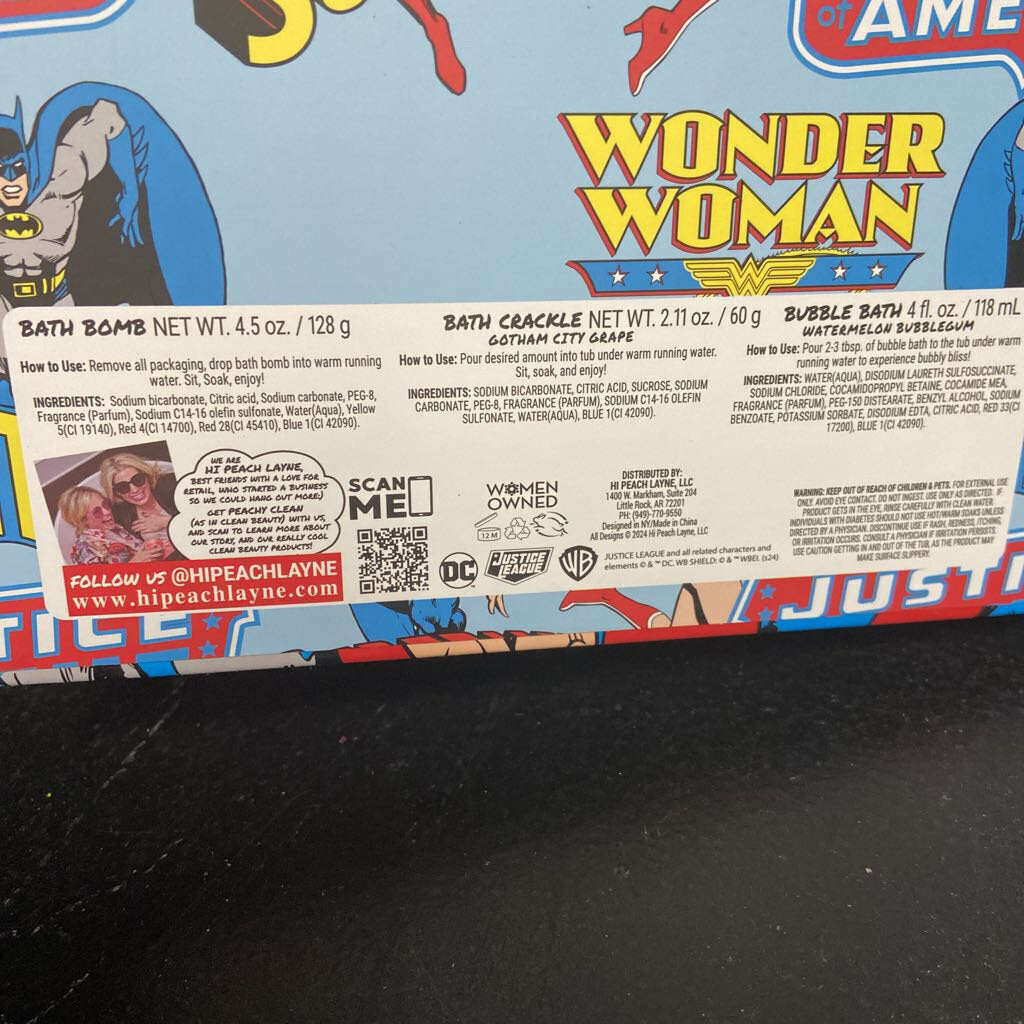 of AME
WONDER
WOMAN
BATH BOMB NET WT. 4.5 oz. / 128 g
How to Use: Remove all packaging, drop bath bomb into warm running
water. Sit, Soak, enjoy!
INGREDIENTS: Sodium bicarbonate, Citric acid, Sodium carbonate, PEG-8,
Fragrance (Parfum), Sodium C14-16 olefin sulfonate, Water(Aqua), Yellow
5(CI 19140), Red 4(CI 14700), Red 28(CI 45410), Blue 1(CI 42090).
BATH CRACKLE NET WT. 2.11 oz. / 60 g
GOTHAM CITY GRAPE
How to Use: Pour desired amount into tub under warm running water.
Sit, soak, and enjoy!
INGREDIENTS: SODIUM BICARBONATE, CITRIC ACID, SUCROSE, SODIUM
CARBONATE, PEG-8, FRAGRANCE (PARFUM), SODIUM C14-16 OLEFIN
SULFONATE, WATER(AQUA), BLUE 1(CI 42090).
BUBBLE BATH 4 fl. oz. / 118 mL
WATERMELON BUBBLEGUM
How to Use: Pour 2-3 tbsp. of bubble bath to the tub under warm
running water to experience bubbly bliss!
INGREDIENTS: WATER(AQUA), DISODIUM LAURETH SULFOSUCCINATE,
SODIUM CHLORIDE, COCAMIDOPROPYL BETAINE, COCAMIDE MEA,
FRAGRANCE (PARFUM), PEG-150 DISTEARATE, BENZYL ALCOHOL, SODIUM
BENZOATE, POTASSIUM SORBATE, DISODIUM EDTA, CITRIC ACID, RED 33(CI
17200), BLUE 1(CI 42090).
WE ARE
HI PEACH LAYNE,
BEST FRIENDS WITH A LOVE FOR
RETAIL, WHO STARTED A BUSINESS
SO WE COULD HANG OUT MORE:)
GET PEACHY CLEAN
(AS IN CLEAN BEAUTY) WITH US,
AND SCAN TO LEARN MORE ABOUT
OUR STORY, AND OUR REALLY COOL
CLEAN BEAUTY PRODUCTS!
FOLLOW US @HIPEACHLAYNE
www.hipeachlayne.com
SCAN
ME
WOMEN
OWNED
12 M
DC
JUSTICE
LEAGUE
WB
DISTRIBUTED BY:
HI PEACH LAYNE, LLC
1400 W. Markham, Suite 204
Little Rock, AR 72201
PH: (949)-770-9550
Designed in NY/Made in China
All Designs © 2024 Hi Peach Layne, LLC
JUSTICE LEAGUE and all related characters and
elements © & ™ DC. WB SHIELD: © & ™ WBEI. (s24)
WARNING: KEEP OUT OF REACH OF CHILDREN & PETS. FOR EXTERNAL USE
ONLY. AVOID EYE CONTACT. DO NOT INGEST. USE ONLY AS DIRECTED. IF
PRODUCT GETS IN THE EYE, RINSE CAREFULLY WITH CLEAN WATER.
INDIVIDUALS WITH DIABETES SHOULD NOT USE HOT/WARM SOAKS UNLESS
DIRECTED BY A PHYSICIAN. DISCONTINUE USE IF RASH, REDNESS, ITCHING,
OR IRRITATION OCCURS. CONSULT A PHYSICIAN IF IRRITATION PERSISTS.
USE CAUTION GETTING IN AND OUT OF THE TUB, AS THE PRODUCT MAY
MAKE SURFACE SLIPPERY.
TICE
JUSTI